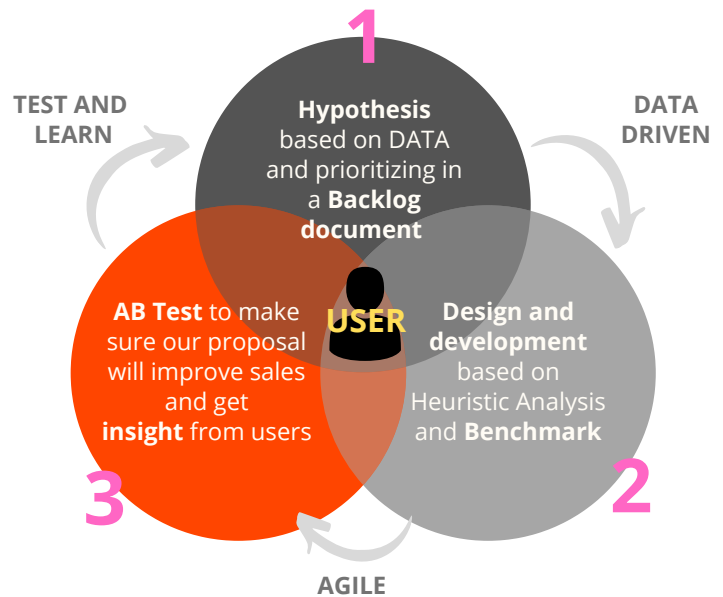 1
Hypothesis
based on DATA
and prioritizing in
a Backlog
document
TEST AND
LEARN
DATA
DRIVEN
USER
Design and
development
based on
Heuristic Analysis
and Benchmark
2
AB Test to make
sure our proposal
will improve sales
and get
insight from users
3
AGILE